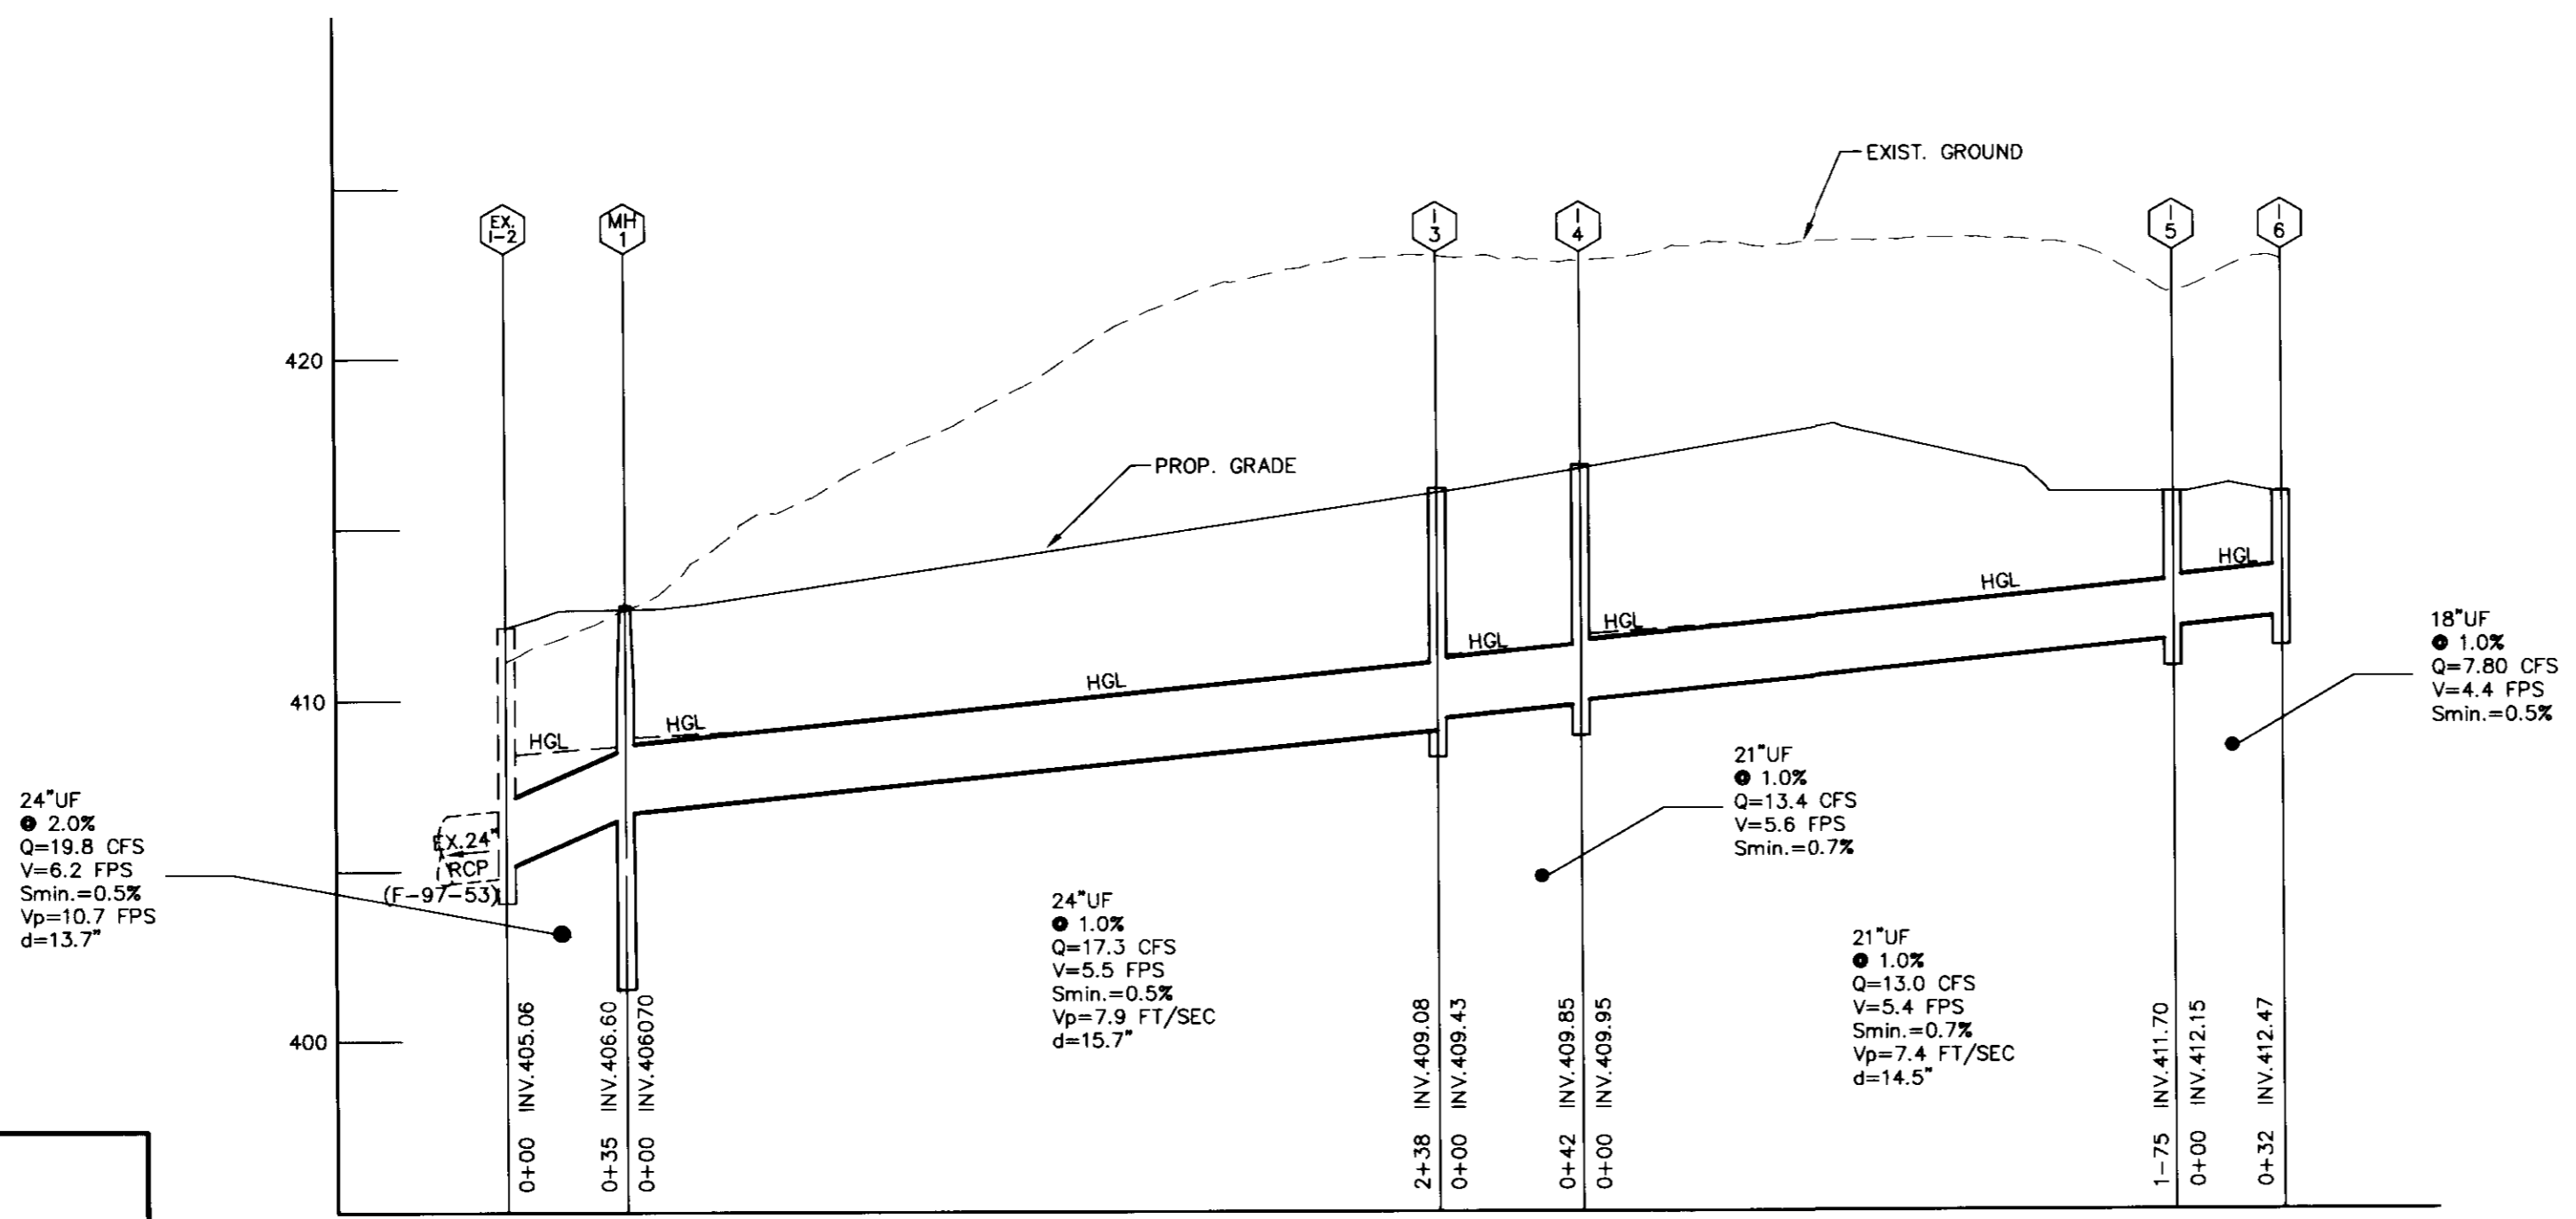 EXIST. GROUND
EX.
I-2
MH
1
I
3
I
4
I
5
I
6
420
PROP. GRADE
HGL
HGL
18"UF
@ 1.0%
Q=7.80 CFS
V=4.4 FPS
Smin.=0.5%
HGL
HGL
HGL
410
HGL
HGL
24"UF
@ 2.0%
Q=19.8 CFS
V=6.2 FPS
Smin.=0.5%
Vp=10.7 FPS
d=13.7"
EX.24"
RCP
(F-97-53)
21"UF
@ 1.0%
Q=13.4 CFS
V=5.6 FPS
Smin.=0.7%
24"UF
@ 1.0%
Q=17.3 CFS
V=5.5 FPS
Smin.=0.5%
Vp=7.9 FT/SEC
d=15.7"
21"UF
@ 1.0%
Q=13.0 CFS
V=5.4 FPS
Smin.=0.7%
Vp=7.4 FT/SEC
d=14.5"
400
0+00 INV.405.06
0+35 INV.406.60
0+00 INV.406070
2+38 INV.409.08
0+00 INV.409.43
0+42 INV.409.85
0+00 INV.409.95
1-75 INV.411.70
0+00 INV.412.15
0+32 INV.412.47